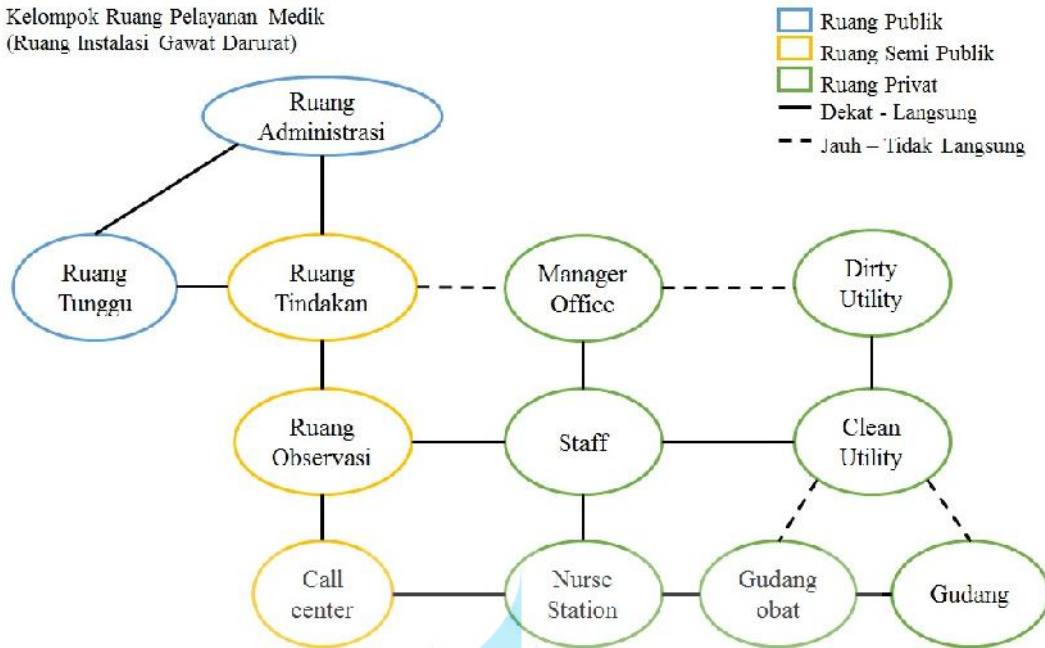 Kelompok Ruang Pelayanan Medik
(Ruang Instalasi Gawat Darurat)
Ruang Publik
Ruang Semi Publik
Ruang Privat
Dekat - Langsung
Jauh – Tidak Langsung
Ruang
Administrasi
Ruang
Tunggu
Ruang
Tindakan
Manager
Office
Dirty
Utility
Ruang
Observasi
Staff
Clean
Utility
Call
center
Nurse
Station
Gudang
obat
Gudang